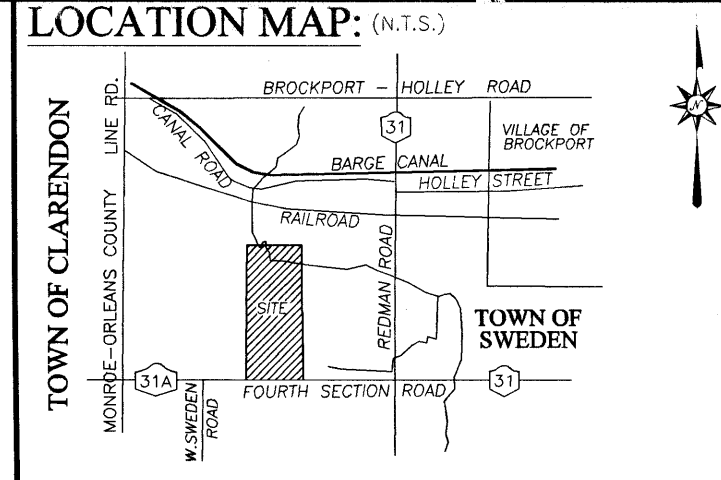 LOCATION MAP: (N.T.S.)
BROCKPORT – HOLLEY ROAD
31
VILLAGE OF
BROCKPORT
CANAL ROAD
BARGE CANAL
HOLLEY STREET
RAILROAD
TOWN OF CLARENDON
MONROE–ORLEANS COUNTY LINE RD.
REDMAN ROAD
SITE
TOWN OF
SWEDEN
31A
FOURTH SECTION ROAD
31
W.SWEDEN
ROAD
N